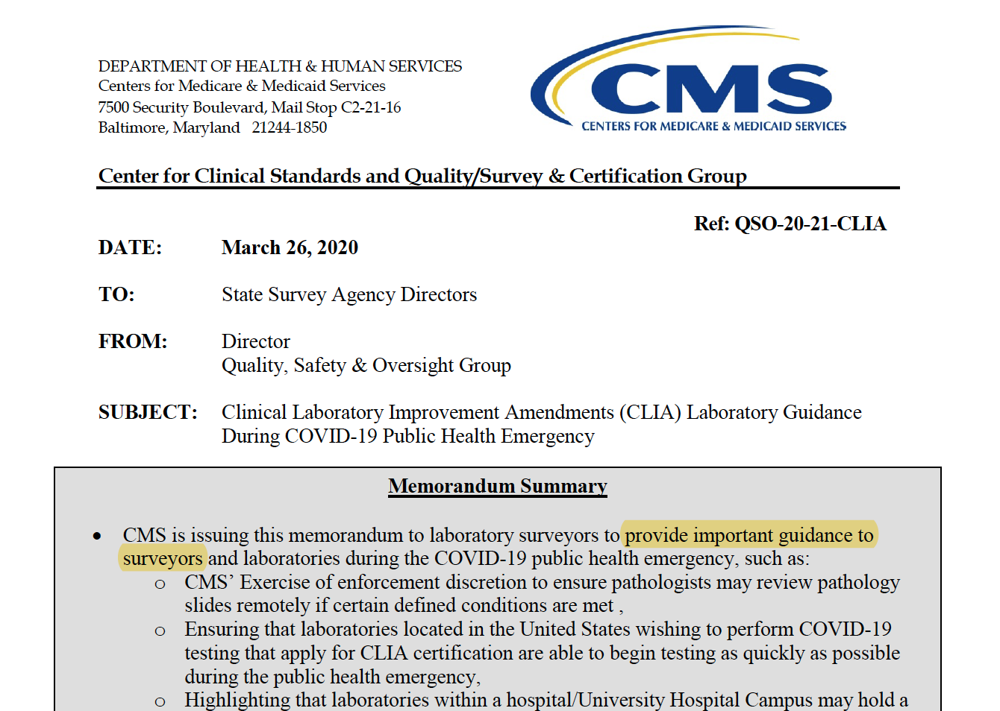 DEPARTMENT OF HEALTH & HUMAN SERVICES
Centers for Medicare & Medicaid Services
7500 Security Boulevard, Mail Stop C2-21-16
Baltimore, Maryland 21244-1850
CMS
CENTERS FOR MEDICARE & MEDICAID SERVICES
Center for Clinical Standards and Quality/Survey & Certification Group
Ref: QSO-20-21-CLIA
DATE: March 26, 2020
TO: State Survey Agency Directors
FROM: Director
Quality, Safety & Oversight Group
SUBJECT: Clinical Laboratory Improvement Amendments (CLIA) Laboratory Guidance
During COVID-19 Public Health Emergency
Memorandum Summary
• CMS is issuing this memorandum to laboratory surveyors to provide important guidance to
surveyors and laboratories during the COVID-19 public health emergency, such as:
o CMS’ Exercise of enforcement discretion to ensure pathologists may review pathology
slides remotely if certain defined conditions are met ,
o Ensuring that laboratories located in the United States wishing to perform COVID-19
testing that apply for CLIA certification are able to begin testing as quickly as possible
during the public health emergency,
o Highlighting that laboratories within a hospital/University Hospital Campus may hold a